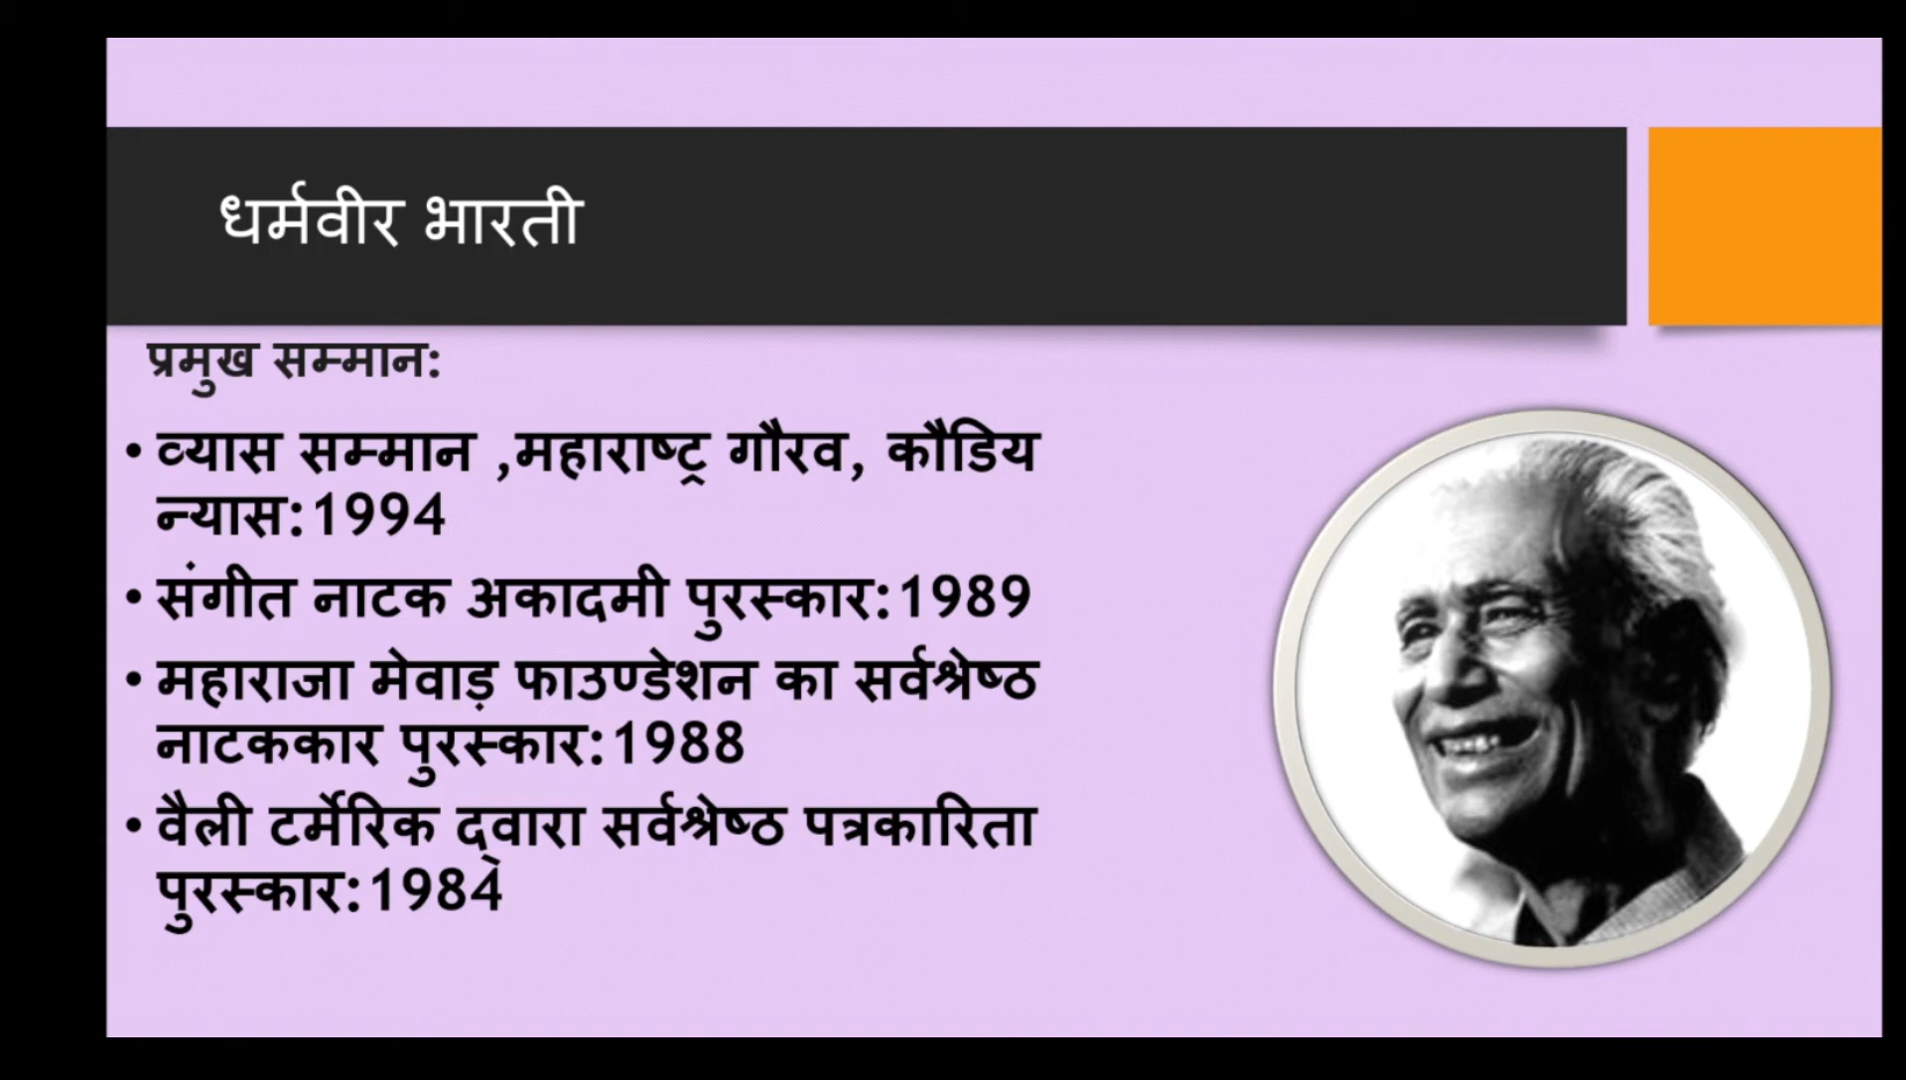 धर्मवीर भारती
प्रमुख सम्मान:
• व्यास सम्मान ,महाराष्ट्र गौरव, कौडिय
न्यास:1994
• संगीत नाटक अकादमी पुरस्कार:1989
• महाराजा मेवाड़ फाउण्डेशन का सर्वश्रेष्ठ
नाटककार पुरस्कार:1988
• वैली टर्मेरिक द्वारा सर्वश्रेष्ठ पत्रकारिता
पुरस्कार:1984